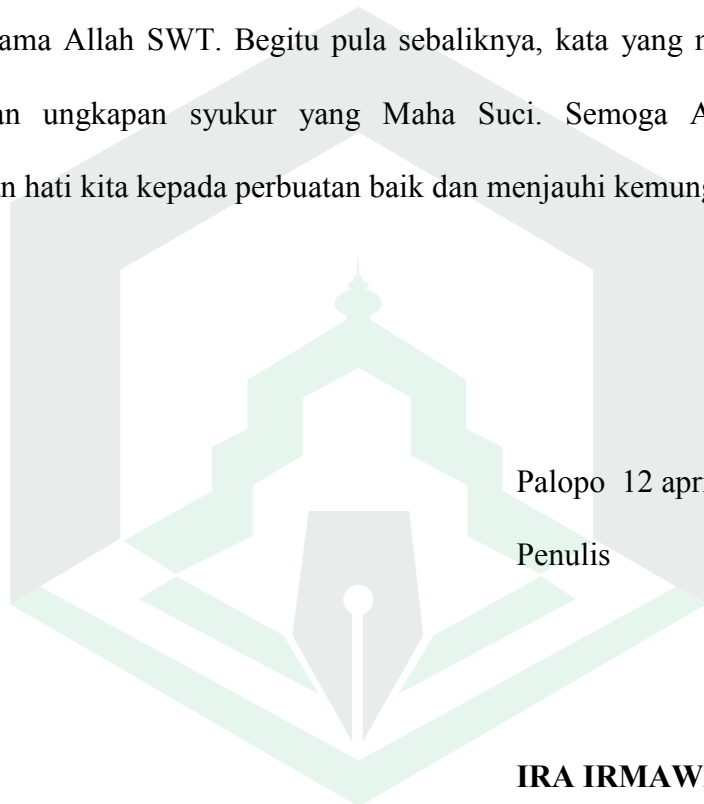 ama Allah SWT. Begitu pula sebaliknya, kata yang
an ungkapan syukur yang Maha Suci. Semoga A
n hati kita kepada perbuatan baik dan menjauhi kemung
Palopo 12 apr
Penulis
IRA IRMAW